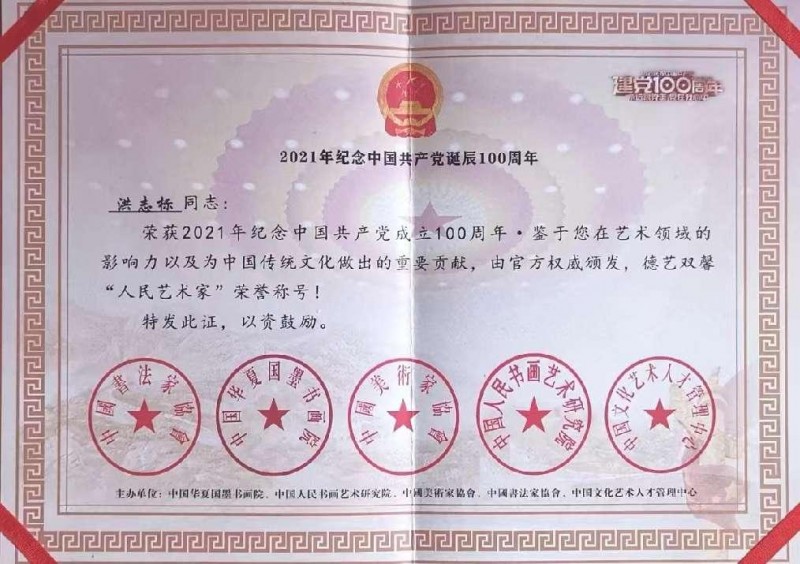 建党100周年
2021年纪念中国共产党诞辰100周年
洪志标 同志：
荣获2021年纪念中国共产党成立100周年·鉴于您在艺术领域的
影响力以及为中国传统文化做出的重要贡献，由官方权威颁发，德艺双馨
“人民艺术家”荣誉称号！
特发此证，以资鼓励。
中國書法家協會
中国华夏国墨书画院
中國美術家協會
中国人民书画艺术研究院
中国文化艺术人才管理中心
主办单位：中国华夏国墨书画院、中国人民书画艺术研究院、中國美術家協會、中國書法家協會、中国文化艺术人才管理中心